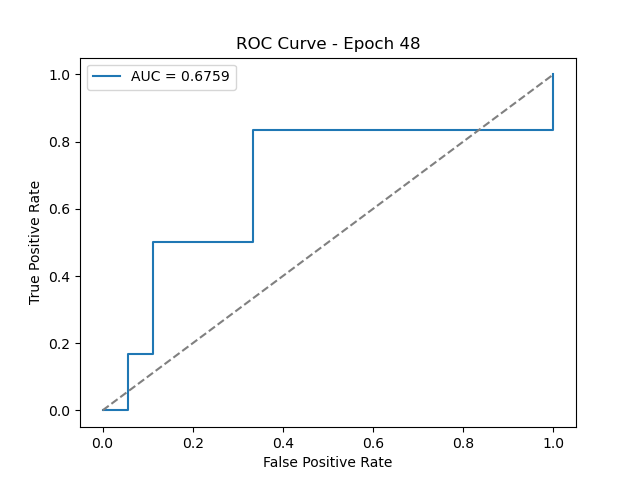 ROC Curve - Epoch 48
AUC = 0.6759
True Positive Rate
1.0
0.8
0.6
0.4
0.2
0.0
0.0 0.2 0.4 0.6 0.8 1.0
False Positive Rate